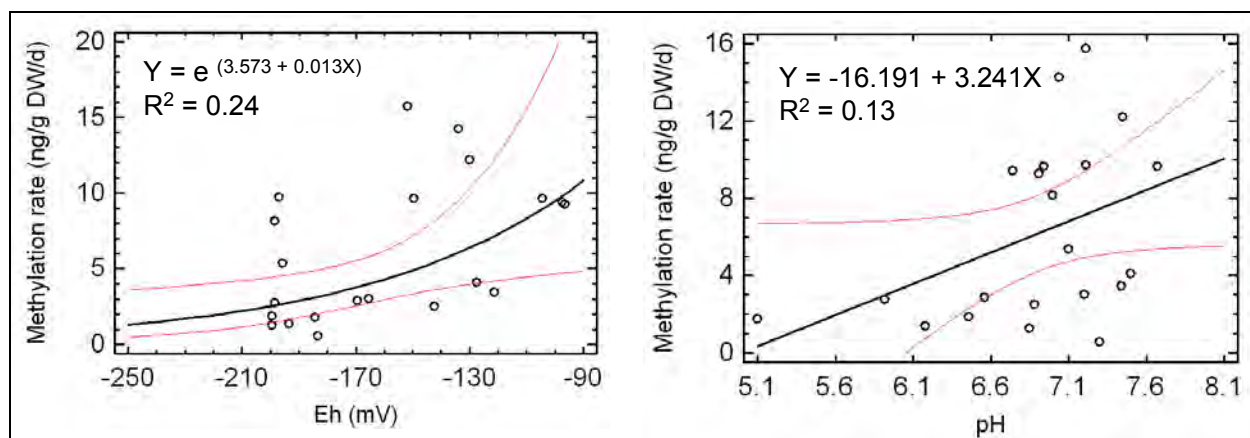 Y = e (3.573 + 0.013X)
R2 = 0.24
Methylation rate (ng/g DW/d)
20
15
10
5
0
-250 -210 -170 -130 -90
Eh (mV)
Y = -16.191 + 3.241X
R2 = 0.13
Methylation rate (ng/g DW/d)
16
12
8
4
0
5.1 5.6 6.1 6.6 7.1 7.6 8.1
pH